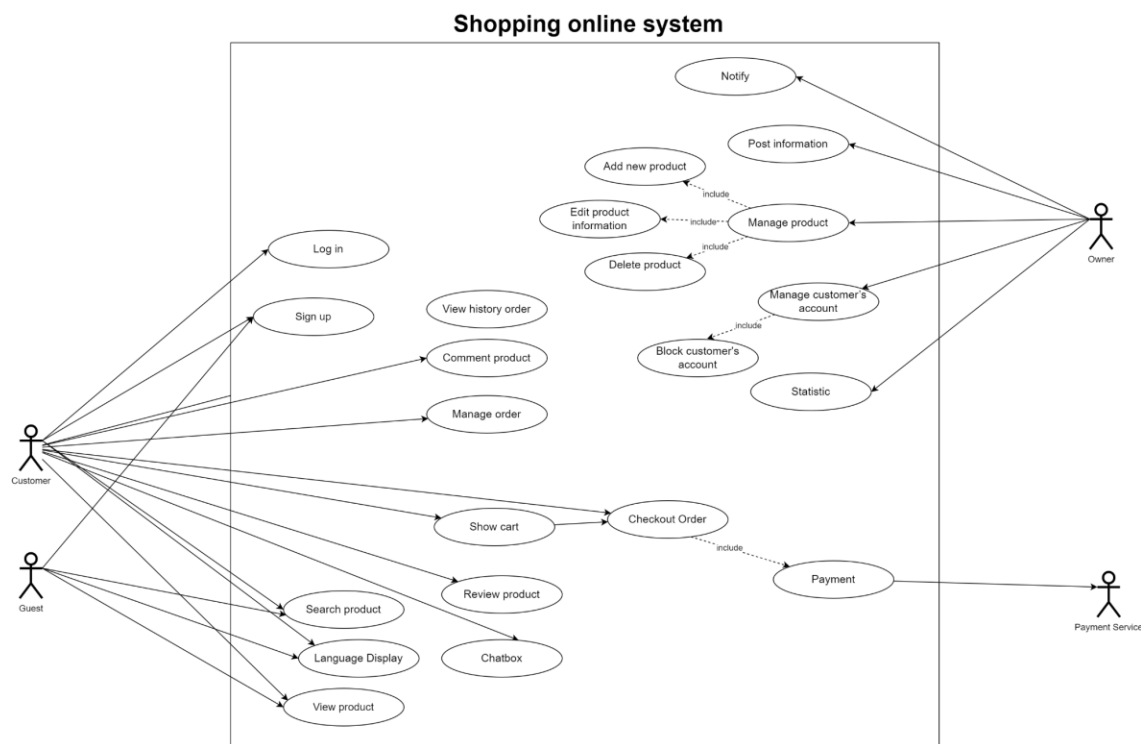 Shopping online system
Notify
Post information
Add new product
include
Edit product
information
include
Manage product
include
Delete product
Owner
Log in
Manage customer's
account
View history order
Sign up
include
Comment product
Block customer's
account
Statistic
Manage order
Customer
Show cart
Checkout Order
include
Payment
Review product
Guest
Search product
Payment Service
Language Display
Chatbox
View product